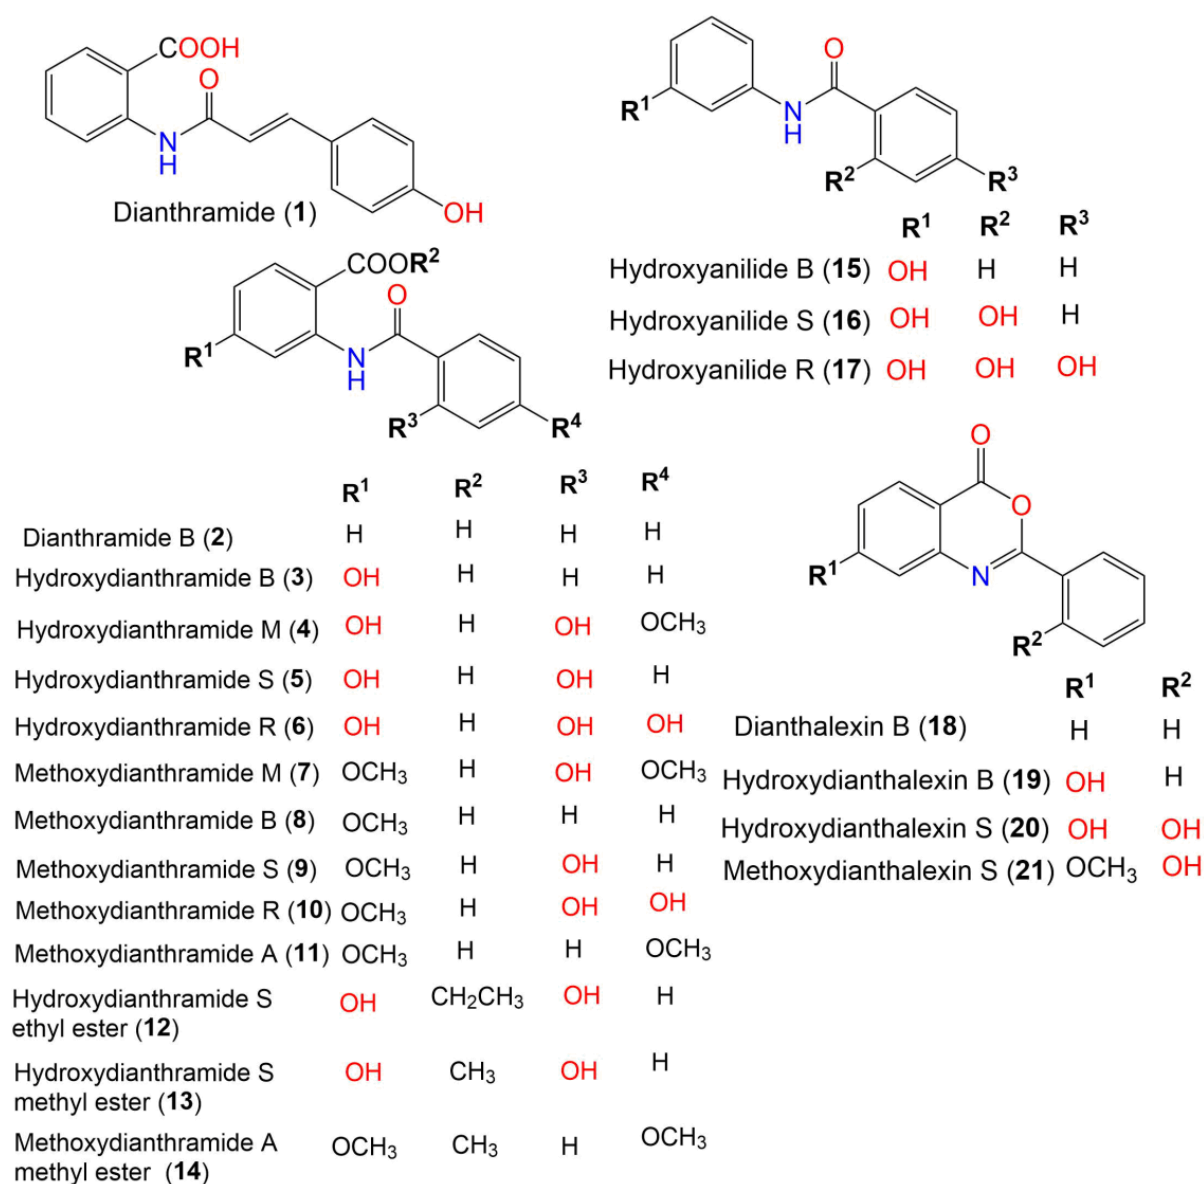 COOH
O
N
H
OH
Dianthramide (1)
COOR²
O
R¹
N
H
R³
R⁴
R¹ R² R³ R⁴
Dianthramide B (2) H H H H
Hydroxydianthramide B (3) OH H H H
Hydroxydianthramide M (4) OH H OH OCH₃
Hydroxydianthramide S (5) OH H OH H
Hydroxydianthramide R (6) OH H OH OH
Methoxydianthramide M (7) OCH₃ H OH OCH₃
Methoxydianthramide B (8) OCH₃ H H H
Methoxydianthramide S (9) OCH₃ H OH H
Methoxydianthramide R (10) OCH₃ H OH OH
Methoxydianthramide A (11) OCH₃ H H OCH₃
Hydroxydianthramide S OH CH₂CH₃ OH H
ethyl ester (12)
Hydroxydianthramide S OH CH₃ OH H
methyl ester (13)
Methoxydianthramide A OCH₃ CH₃ H OCH₃
methyl ester (14)
O
R¹
N
H
R²
R³
R¹ R² R³
Hydroxyanilide B (15) OH H H
Hydroxyanilide S (16) OH OH H
Hydroxyanilide R (17) OH OH OH
O
O
R¹
N
R²
R¹ R²
Dianthalexin B (18) H H
Hydroxydianthalexin B (19) OH H
Hydroxydianthalexin S (20) OH OH
Methoxydianthalexin S (21) OCH₃ OH